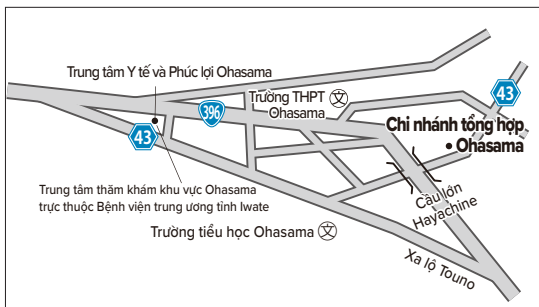 Trung tâm Y tế và Phúc lợi Ohasama
43
396
Trường THPT 文
Ohasama
Chi nhánh tổng hợp
Ohasama
43
Trung tâm thăm khám khu vực Ohasama
trực thuộc Bệnh viện trung ương tỉnh Iwate
Cầu lớn
Hayachine
Trường tiểu học Ohasama 文
Xa lộ Touno